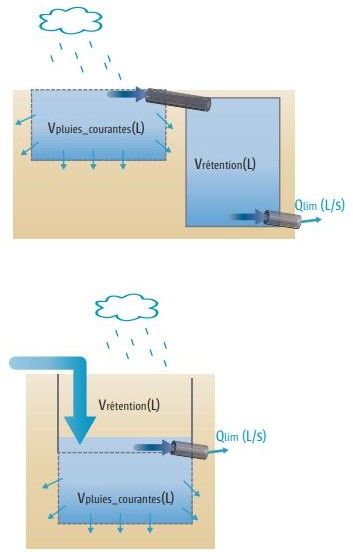 Vpluies_courantes(L)
Vrétention(L)
Qlim (L/s)
Vrétention(L)
Qlim (L/s)
Vpluies_courantes(L)